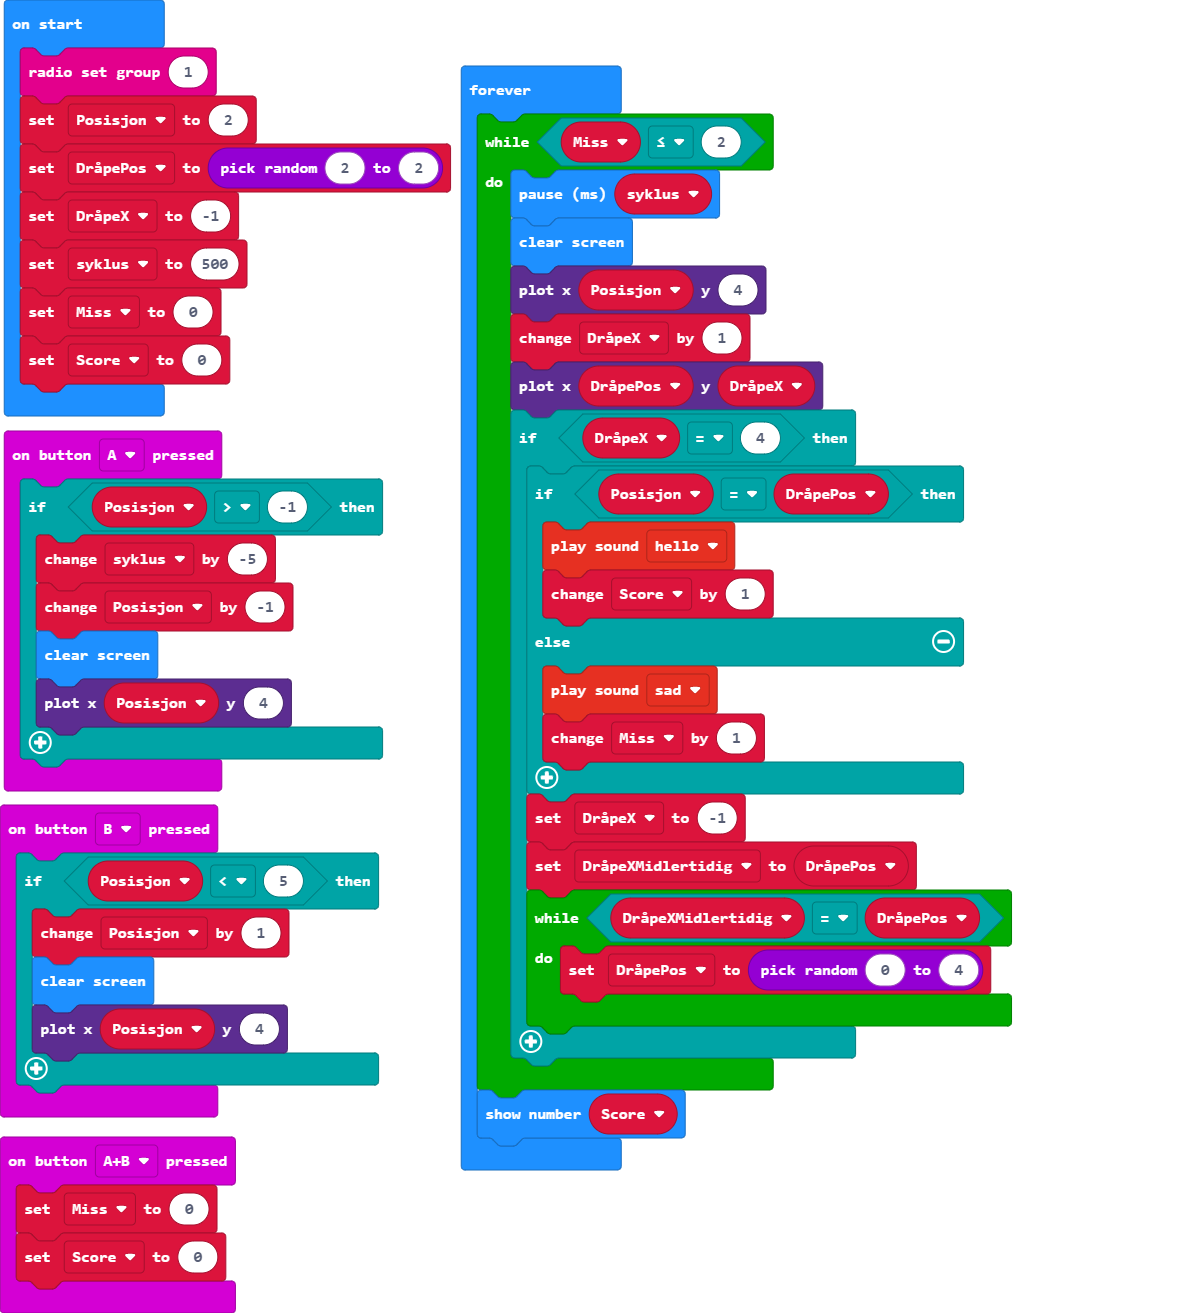 on start
radio set group 1
set Posisjon to 2
set DråpePos to pick random 2 to 2
set DråpeX to -1
set syklus to 500
set Miss to 0
set Score to 0
on button A pressed
if Posisjon > -1 then
change syklus by -5
change Posisjon by -1
clear screen
plot x Posisjon y 4
on button B pressed
if Posisjon < 5 then
change Posisjon by 1
clear screen
plot x Posisjon y 4
on button A+B pressed
set Miss to 0
set Score to 0
forever
while Miss ≤ 2
do
pause (ms) syklus
clear screen
plot x Posisjon y 4
change DråpeX by 1
plot x DråpePos y DråpeX
if DråpeX = 4 then
if Posisjon = DråpePos then
play sound hello
change Score by 1
else
play sound sad
change Miss by 1
set DråpeX to -1
set DråpeXMidlertidig to DråpePos
while DråpeXMidlertidig = DråpePos
do
set DråpePos to pick random 0 to 4
show number Score